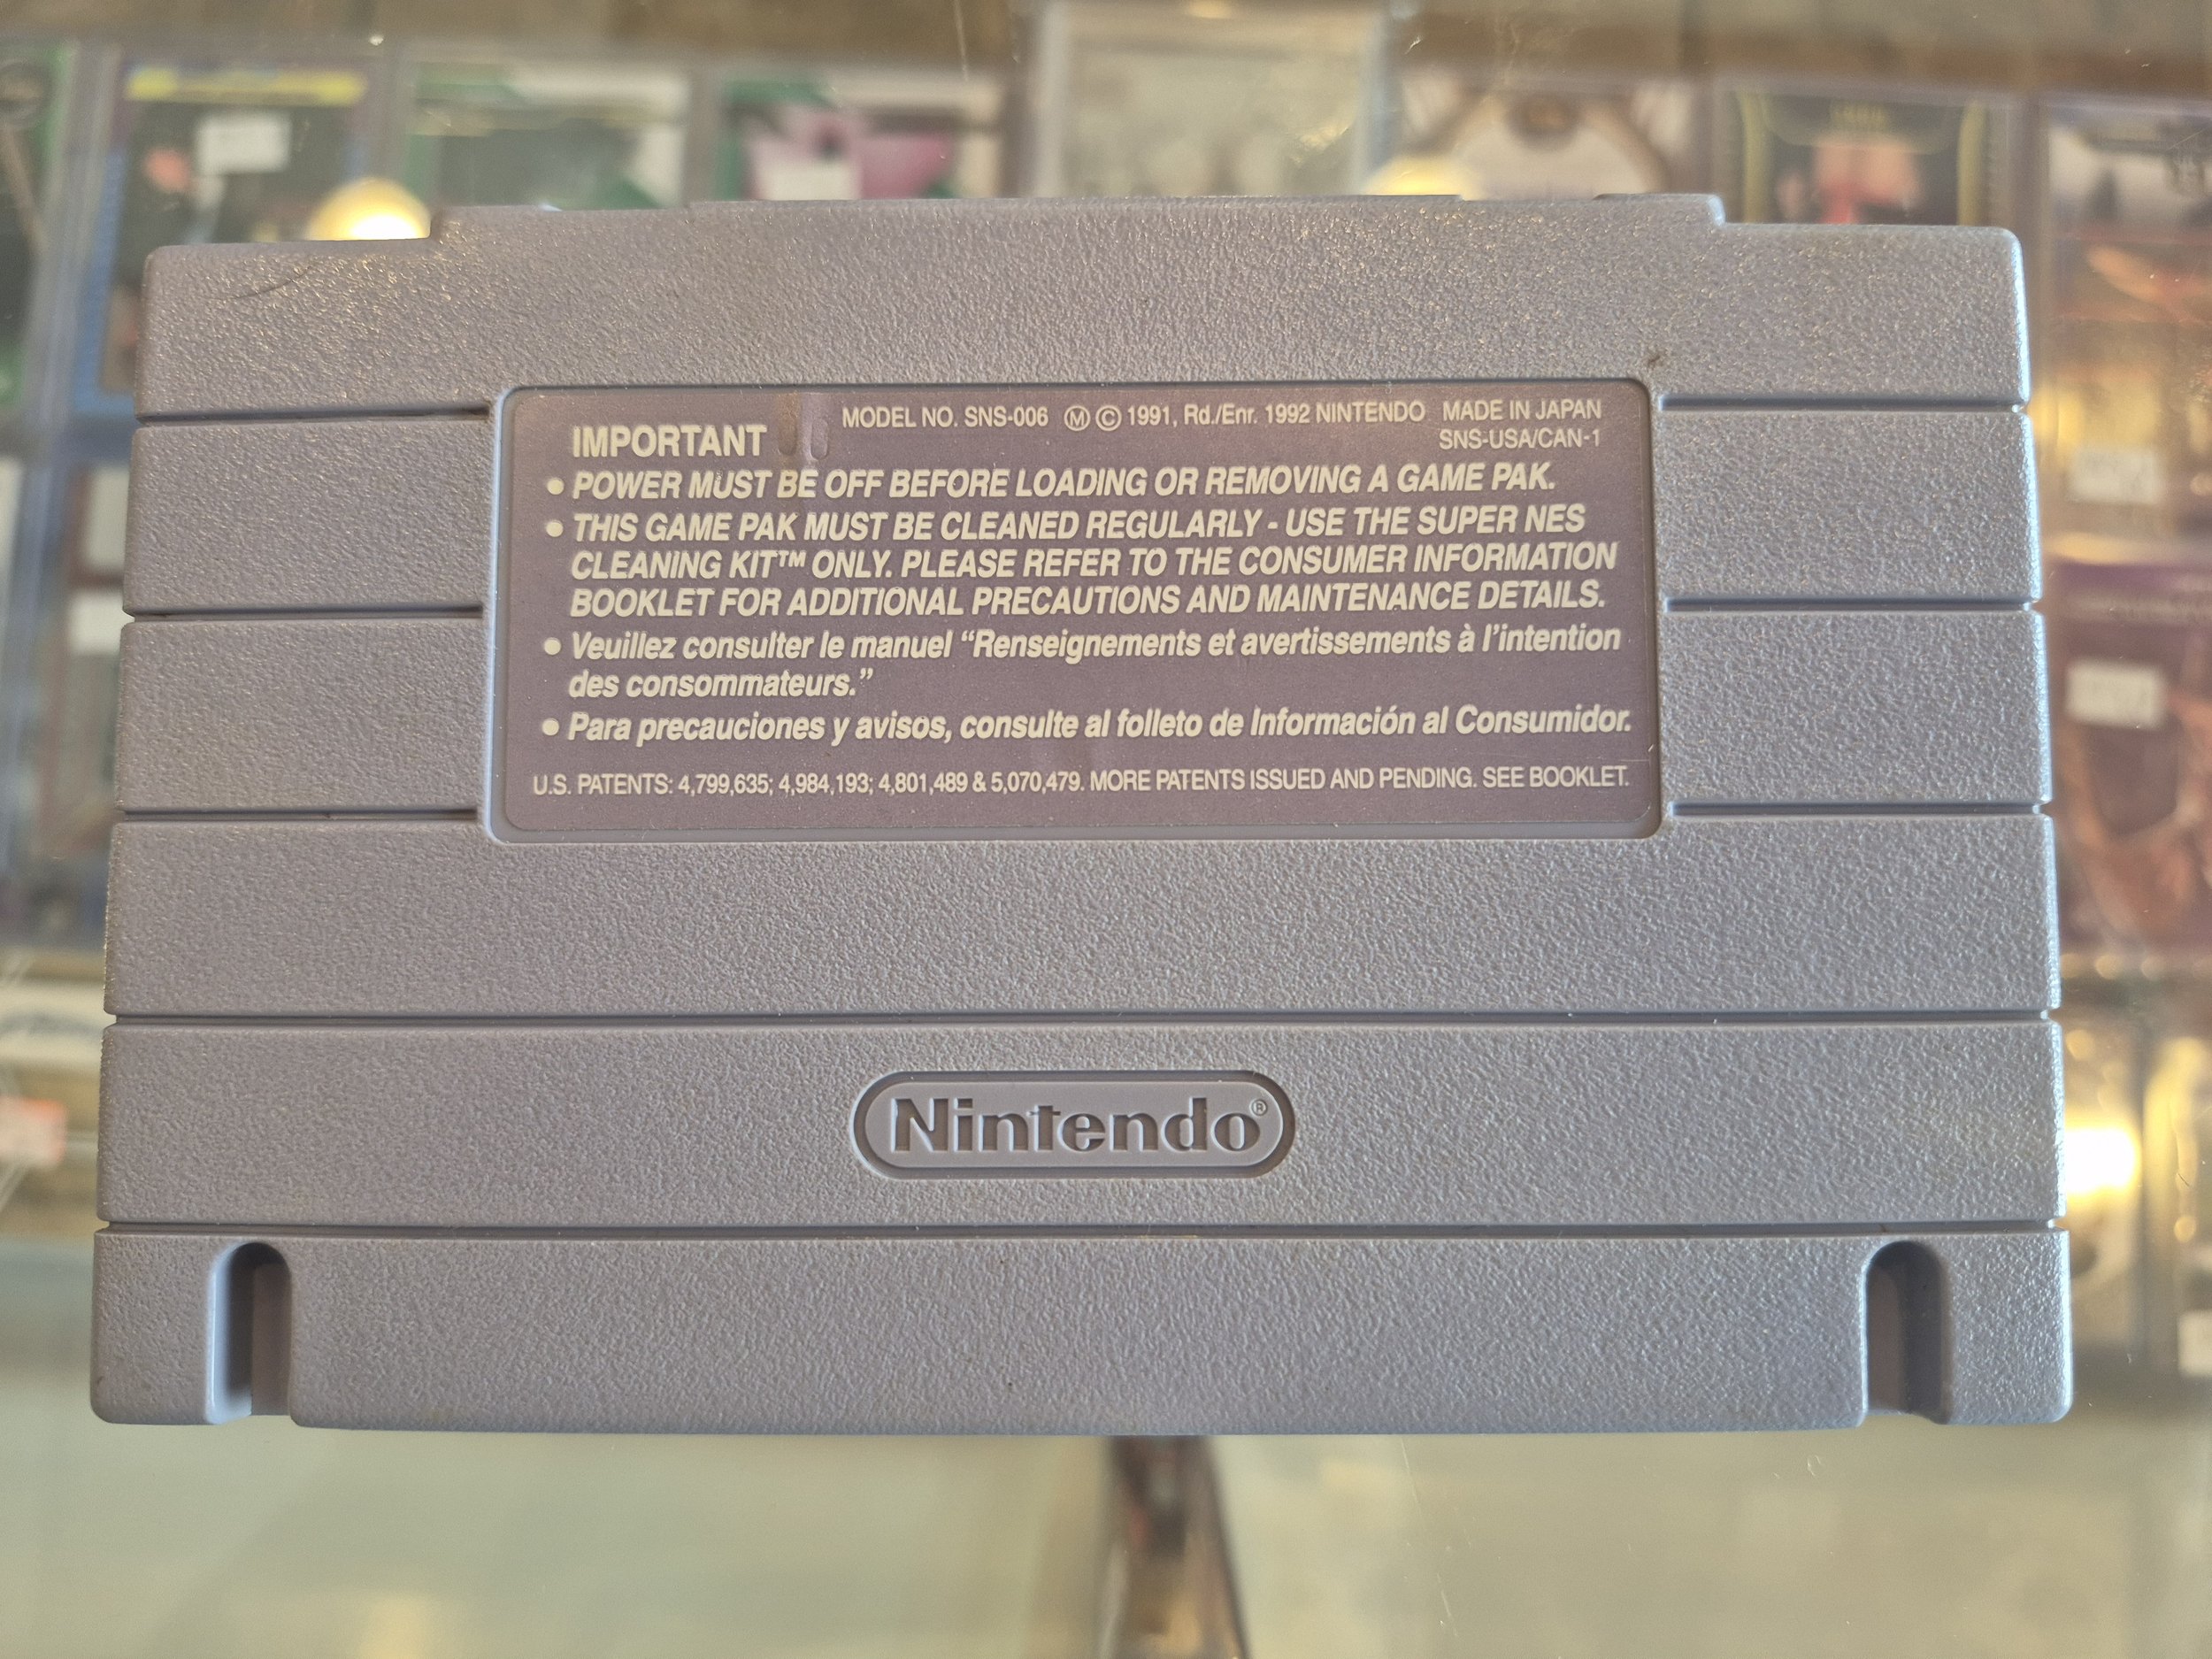 IMPORTANT
MODEL NO. SNS-006 Ⓜ © 1991, Rd./Enr. 1992 NINTENDO MADE IN JAPAN
SNS-USA/CAN-1
● POWER MUST BE OFF BEFORE LOADING OR REMOVING A GAME PAK.
● THIS GAME PAK MUST BE CLEANED REGULARLY - USE THE SUPER NES
CLEANING KIT™ ONLY. PLEASE REFER TO THE CONSUMER INFORMATION
BOOKLET FOR ADDITIONAL PRECAUTIONS AND MAINTENANCE DETAILS.
● Veuillez consulter le manuel “Renseignements et avertissements à l’intention
des consommateurs.”
● Para precauciones y avisos, consulte al folleto de Información al Consumidor.
U.S. PATENTS: 4,799,635; 4,984,193; 4,801,489 & 5,070,479. MORE PATENTS ISSUED AND PENDING. SEE BOOKLET.
Nintendo®